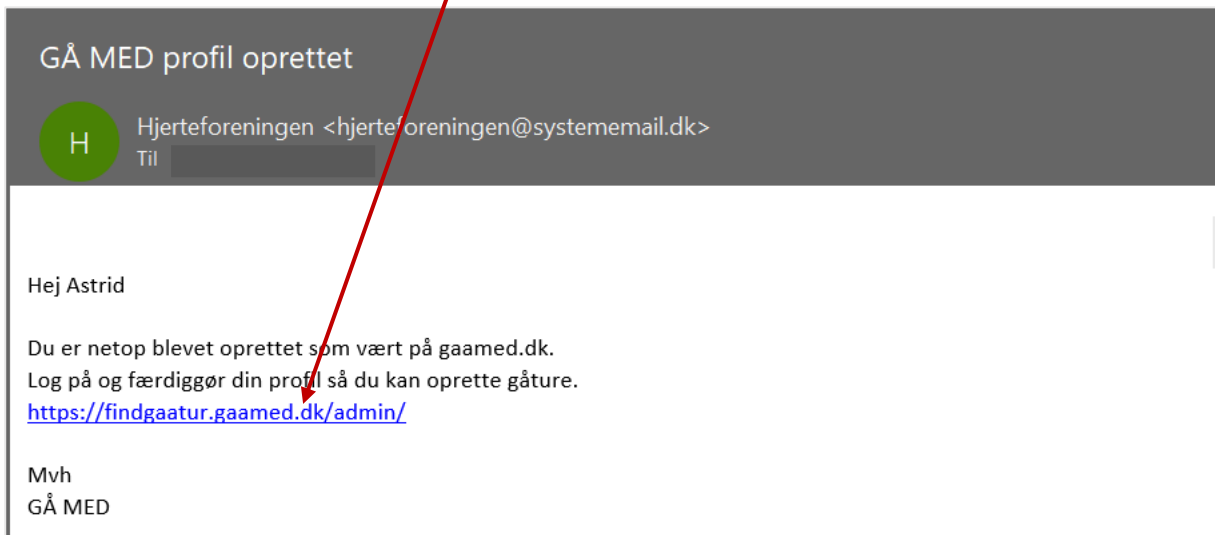 GÅ MED profil oprettet
H
Hjerteforeningen <hjerteforeningen@systememail.dk>
Til
Hej Astrid
Du er netop blevet oprettet som vært på gaamed.dk.
Log på og færdiggør din profil så du kan oprette gåture.
https://findgaatur.gaamed.dk/admin/
Mvh
GÅ MED